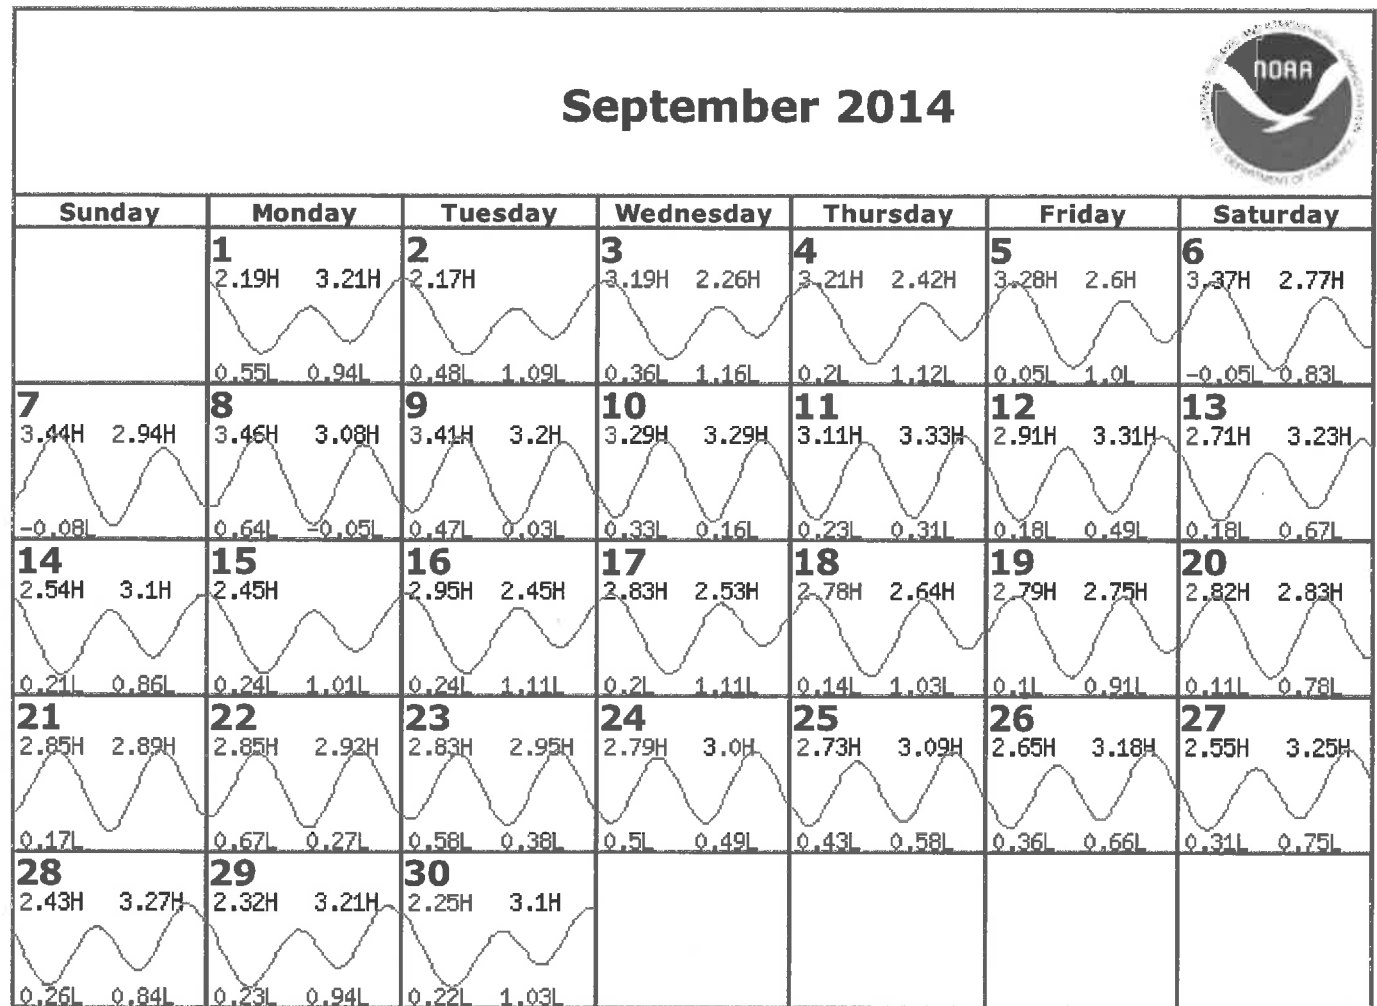 NOAA
September 2014
Sunday Monday Tuesday Wednesday Thursday Friday Saturday
1 2 3 4 5 6
2.19H 3.21H 2.17H 3.19H 2.26H 3.21H 2.42H 3.28H 2.6H 3.37H 2.77H
0.55L 0.94L 0.48L 1.09L 0.36L 1.16L 0.2L 1.12L 0.05L 1.0L -0.05L 0.83L
7 8 9 10 11 12 13
3.44H 2.94H 3.46H 3.08H 3.41H 3.2H 3.29H 3.29H 3.11H 3.33H 2.91H 3.31H 2.71H 3.23H
-0.08L 0.64L -0.05L 0.47L 0.03L 0.33L 0.16L 0.23L 0.31L 0.18L 0.49L 0.18L 0.67L
14 15 16 17 18 19 20
2.54H 3.1H 2.45H 2.95H 2.45H 2.83H 2.53H 2.78H 2.64H 2.79H 2.75H 2.82H 2.83H
0.21L 0.86L 0.24L 1.01L 0.24L 1.11L 0.2L 1.11L 0.14L 1.03L 0.1L 0.91L 0.11L 0.78L
21 22 23 24 25 26 27
2.85H 2.89H 2.85H 2.92H 2.83H 2.95H 2.79H 3.0H 2.73H 3.09H 2.65H 3.18H 2.55H 3.25H
0.17L 0.67L 0.27L 0.58L 0.38L 0.5L 0.49L 0.43L 0.58L 0.36L 0.66L 0.31L 0.75L
28 29 30
2.43H 3.27H 2.32H 3.21H 2.25H 3.1H
0.26L 0.84L 0.23L 0.94L 0.22L 1.03L